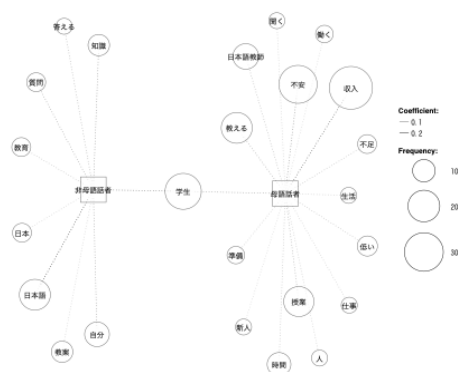 聞く
答える
働く
知識
日本語教師
質問
不安
収入
Coefficient:
0.1
0.2
教える
不足
教育
Frequency:
10
非母語話者
学生
母語話者
生活
20
日本
低い
準備
30
日本語
授業
仕事
新人
自分
教案
時間
人